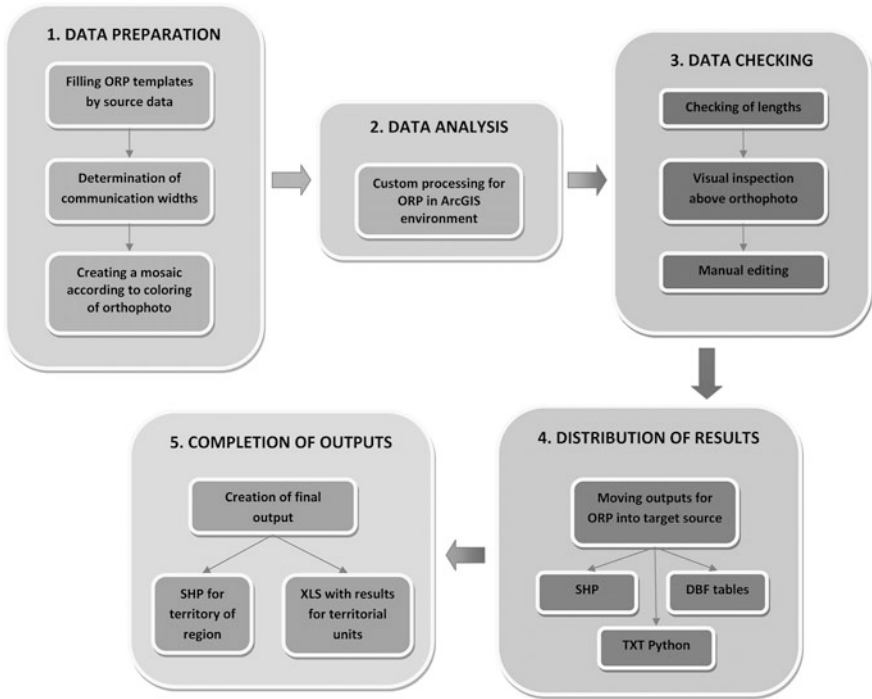 1. DATA PREPARATION
Filling ORP templates
by source data
Determination of
communication widths
Creating a mosaic
according to coloring
of orthophoto
2. DATA ANALYSIS
Custom processing for
ORP in ArcGIS
environment
3. DATA CHECKING
Checking of lengths
Visual inspection
above orthophoto
Manual editing
4. DISTRIBUTION OF RESULTS
Moving outputs for
ORP into target source
SHP
DBF tables
TXT Python
5. COMPLETION OF OUTPUTS
Creation of final
output
SHP for
territory of
region
XLS with results
for territorial
units